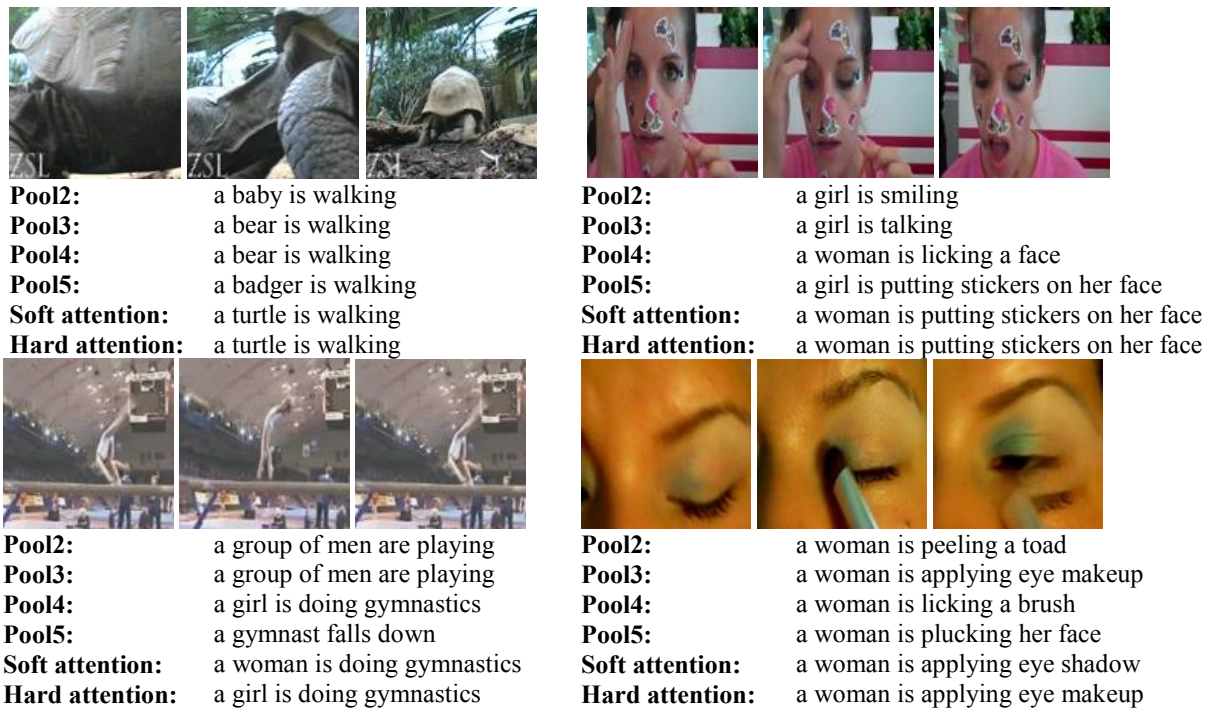 ZSL
ZSL
Pool2: a baby is walking
Pool3: a bear is walking
Pool4: a bear is walking
Pool5: a badger is walking
Soft attention: a turtle is walking
Hard attention: a turtle is walking
Pool2: a girl is smiling
Pool3: a girl is talking
Pool4: a woman is licking a face
Pool5: a girl is putting stickers on her face
Soft attention: a woman is putting stickers on her face
Hard attention: a woman is putting stickers on her face
Pool2: a group of men are playing
Pool3: a group of men are playing
Pool4: a girl is doing gymnastics
Pool5: a gymnast falls down
Soft attention: a woman is doing gymnastics
Hard attention: a girl is doing gymnastics
Pool2: a woman is peeling a toad
Pool3: a woman is applying eye makeup
Pool4: a woman is licking a brush
Pool5: a woman is plucking her face
Soft attention: a woman is applying eye shadow
Hard attention: a woman is applying eye makeup